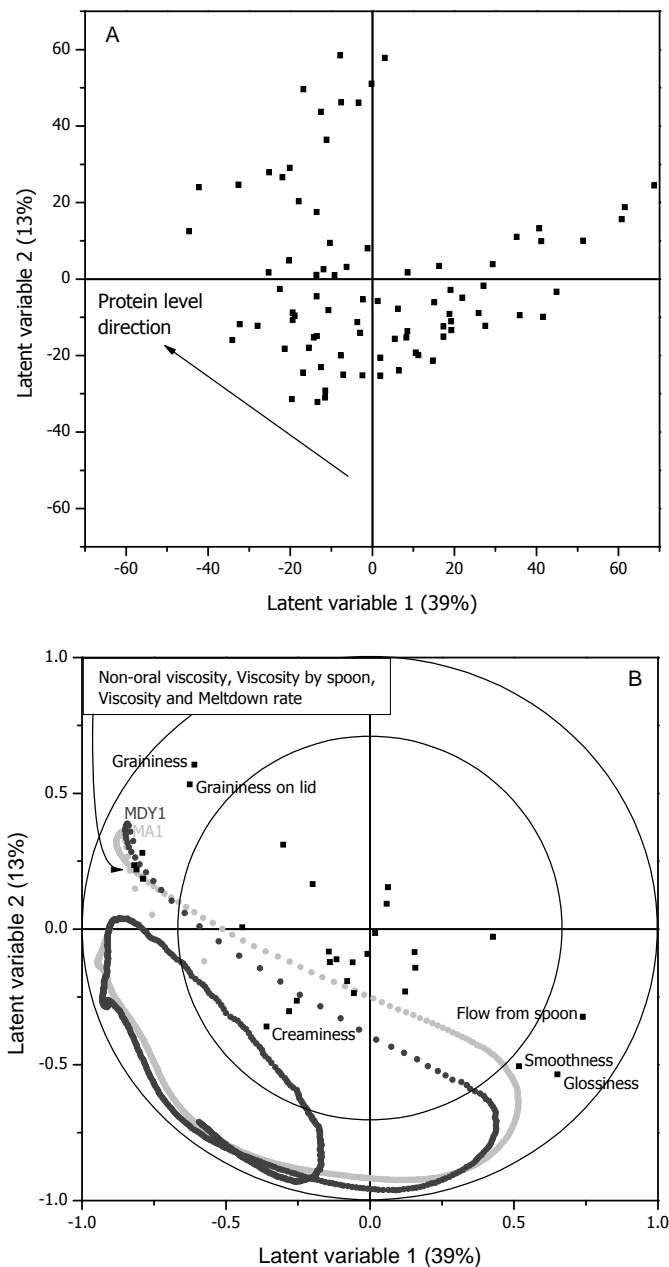 A
60
40
20
0
-20
-40
-60
Latent variable 2 (13%)
Protein level
direction
-60
-40
-20
0
20
40
60
Latent variable 1 (39%)
B
Non-oral viscosity, Viscosity by spoon,
Viscosity and Meltdown rate
1.0
0.5
0.0
-0.5
-1.0
Latent variable 2 (13%)
Graininess
Graininess on lid
MDY1
MA1
Creaminess
Flow from spoon
Smoothness
Glossiness
-1.0
-0.5
0.0
0.5
1.0
Latent variable 1 (39%)